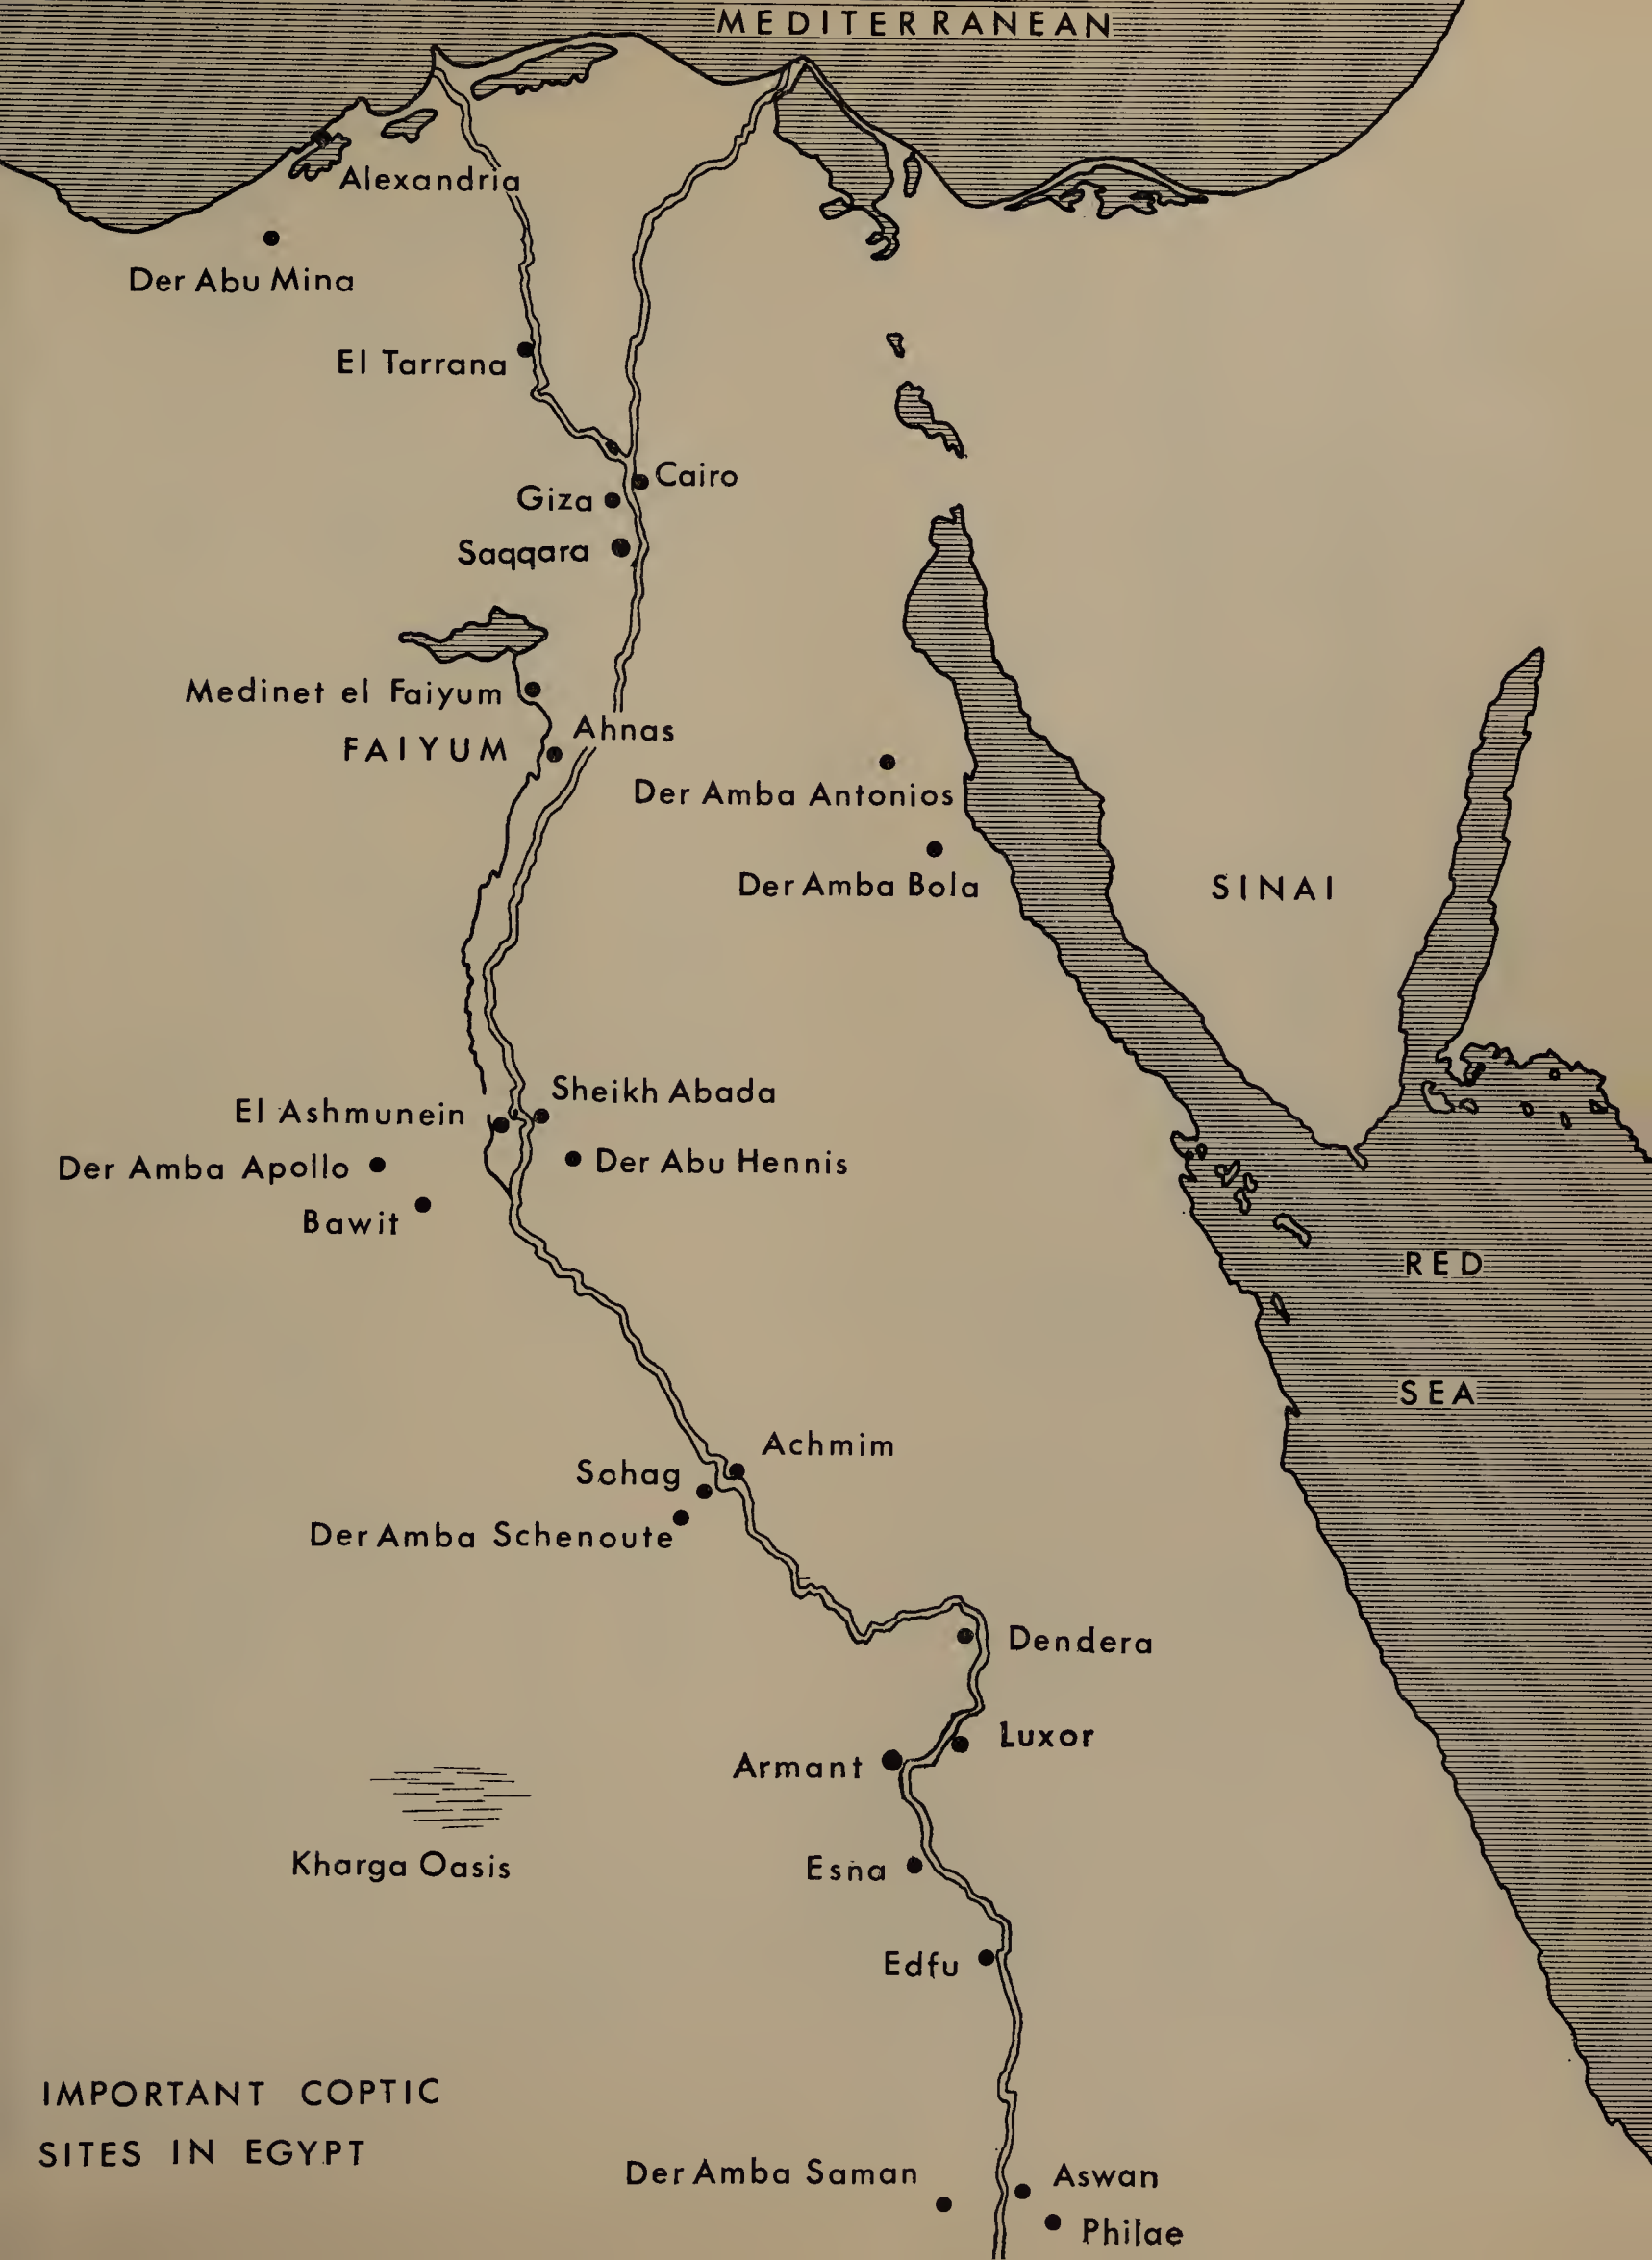 MEDITERRANEAN
Alexandria
Der Abu Mina
El Tarrana
Cairo
Giza
Saqqara
Medinet el Faiyum
Ahnas
FAIYUM
Der Amba Antonios
Der Amba Bola
SINAI
Sheikh Abada
El Ashmunein
Der Abu Hennis
Der Amba Apollo
Bawit
RED
SEA
Achmim
Sohag
Der Amba Schenoute
Dendera
Luxor
Armant
Kharga Oasis
Esna
Edfu
IMPORTANT COPTIC
SITES IN EGYPT
Der Amba Saman
Aswan
Philae